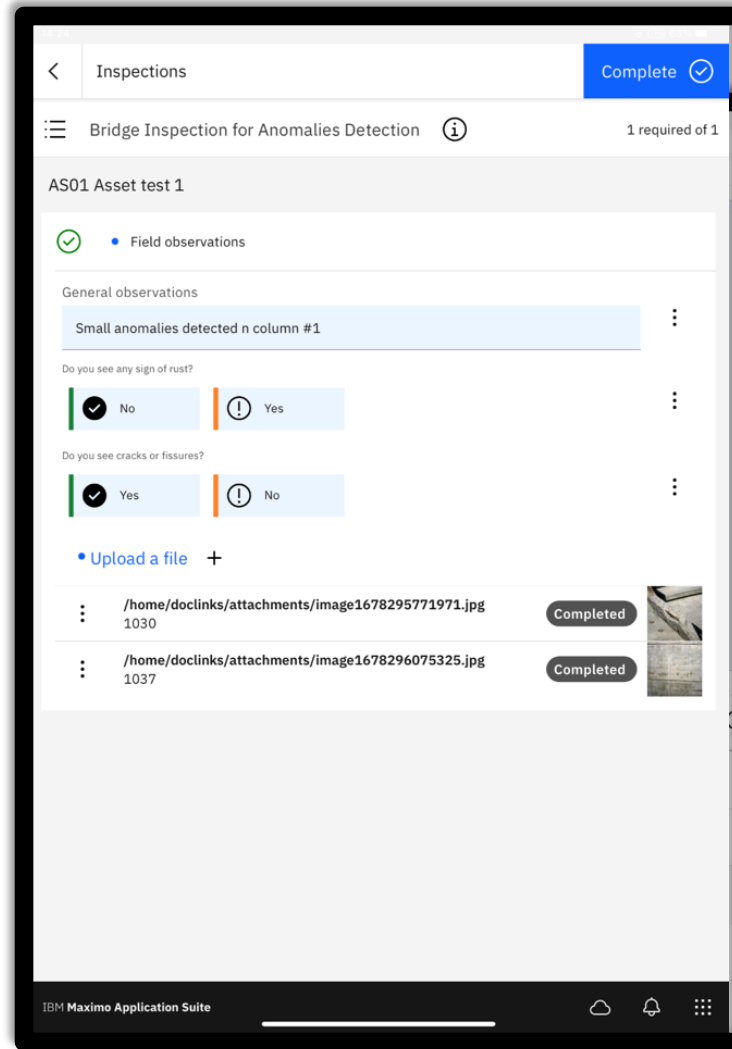 Inspections
Complete
Bridge Inspection for Anomalies Detection
1 required of 1
AS01 Asset test 1
Field observations
General observations
Small anomalies detected n column #1
Do you see any sign of rust?
No Yes
Do you see cracks or fissures?
Yes No
Upload a file +
/home/doclinks/attachments/image1678295771971.jpg
1030
Completed
/home/doclinks/attachments/image1678296075325.jpg
1037
Completed
IBM Maximo Application Suite